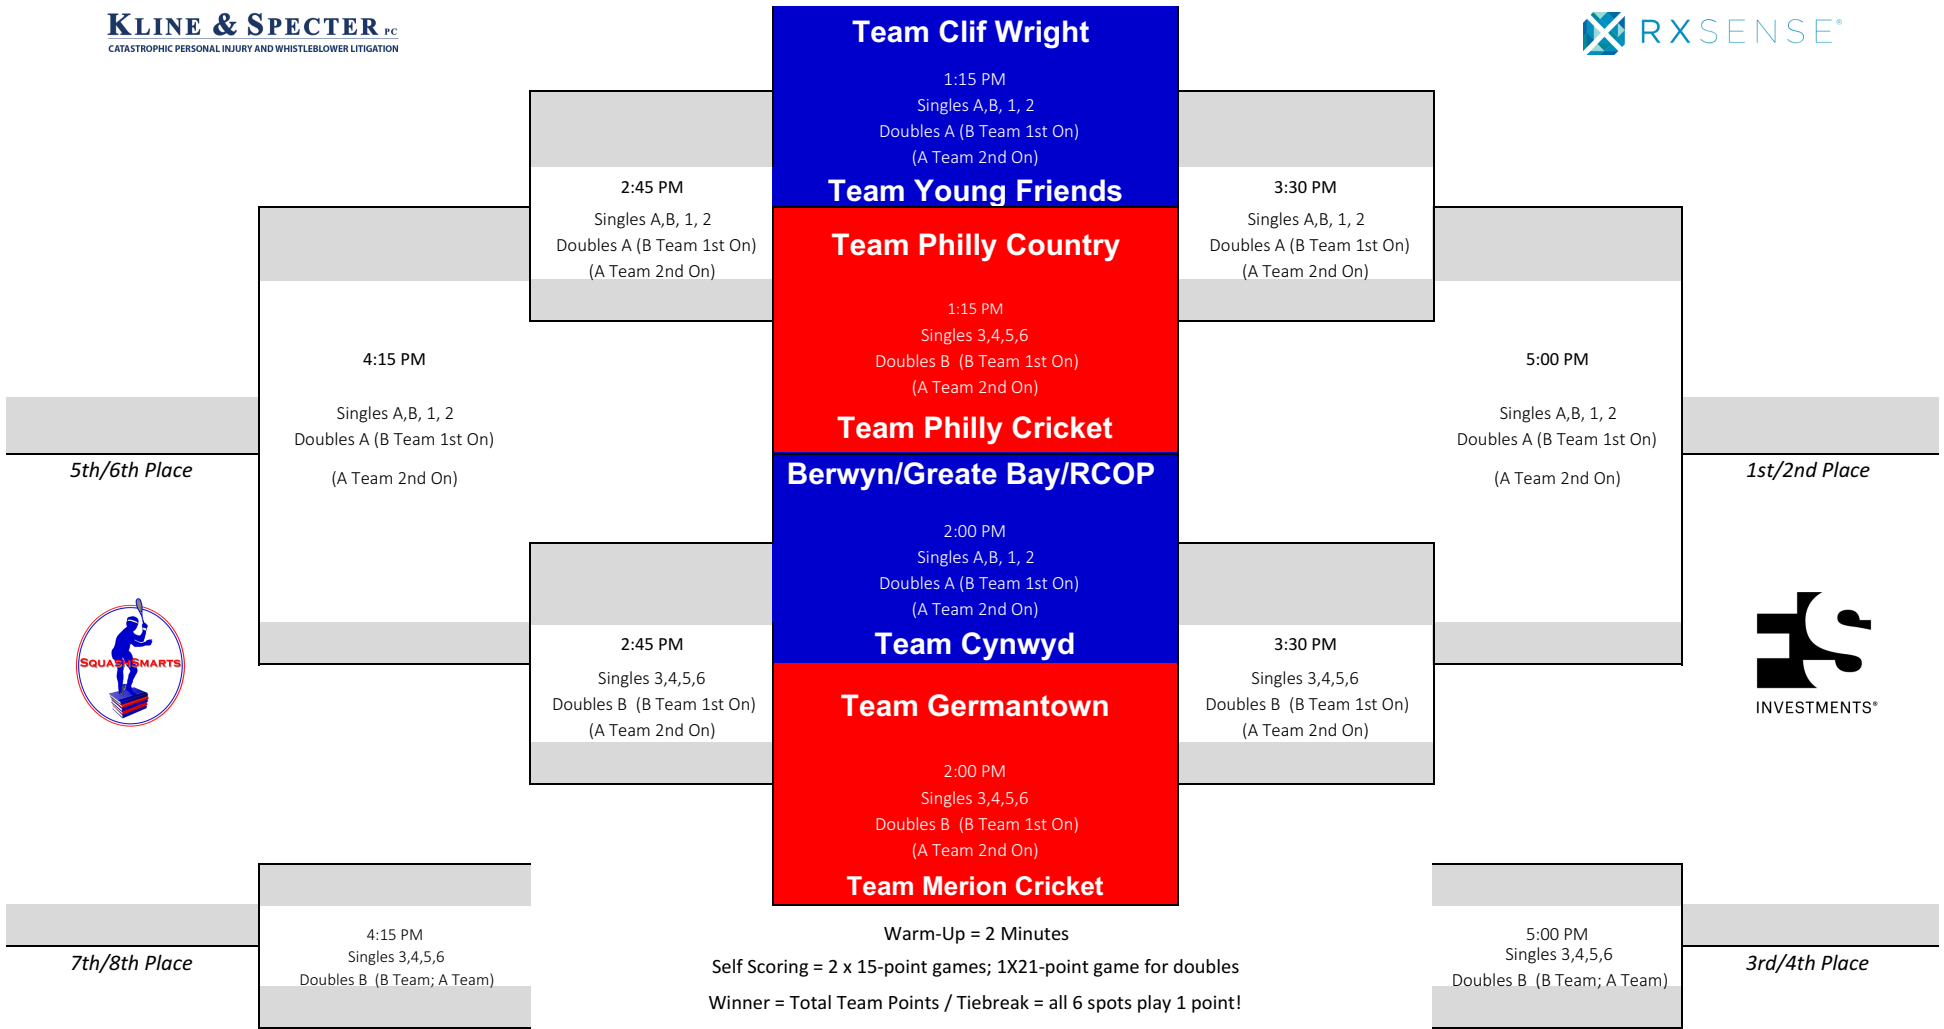 KLINE & SPECTER PC
CATASTROPHIC PERSONAL INJURY AND WHISTLEBLOWER LITIGATION
RXSENSE®
Team Clif Wright
1:15 PM
Singles A,B, 1, 2
Doubles A (B Team 1st On)
(A Team 2nd On)
Team Young Friends
Team Philly Country
1:15 PM
Singles 3,4,5,6
Doubles B (B Team 1st On)
(A Team 2nd On)
Team Philly Cricket
Berwyn/Greate Bay/RCOP
2:00 PM
Singles A,B, 1, 2
Doubles A (B Team 1st On)
(A Team 2nd On)
Team Cynwyd
Team Germantown
2:00 PM
Singles 3,4,5,6
Doubles B (B Team 1st On)
(A Team 2nd On)
Team Merion Cricket
2:45 PM
Singles A,B, 1, 2
Doubles A (B Team 1st On)
(A Team 2nd On)
2:45 PM
Singles 3,4,5,6
Doubles B (B Team 1st On)
(A Team 2nd On)
4:15 PM
Singles A,B, 1, 2
Doubles A (B Team 1st On)
(A Team 2nd On)
5th/6th Place
SQUASHSMARTS
4:15 PM
Singles 3,4,5,6
Doubles B (B Team; A Team)
7th/8th Place
3:30 PM
Singles A,B, 1, 2
Doubles A (B Team 1st On)
(A Team 2nd On)
3:30 PM
Singles 3,4,5,6
Doubles B (B Team 1st On)
(A Team 2nd On)
5:00 PM
Singles A,B, 1, 2
Doubles A (B Team 1st On)
(A Team 2nd On)
1st/2nd Place
FS
INVESTMENTS®
5:00 PM
Singles 3,4,5,6
Doubles B (B Team; A Team)
3rd/4th Place
Warm-Up = 2 Minutes
Self Scoring = 2 x 15-point games; 1X21-point game for doubles
Winner = Total Team Points / Tiebreak = all 6 spots play 1 point!